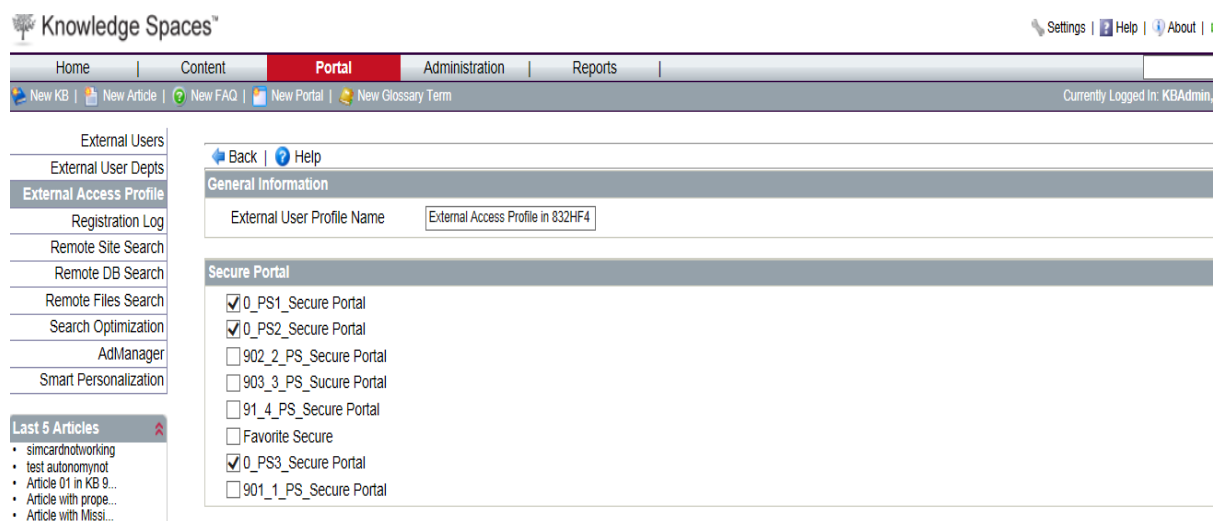 Knowledge Spaces™
Settings | Help | About |
Home | Content Portal Administration | Reports |
New KB | New Article | New FAQ | New Portal | New Glossary Term
Currently Logged In: KBAdmin,
External Users
External User Depts
External Access Profile
Registration Log
Remote Site Search
Remote DB Search
Remote Files Search
Search Optimization
AdManager
Smart Personalization
Last 5 Articles
• simcardnotworking
• test autonomynot
• Article 01 in KB 9...
• Article with prope...
• Article with Missi...
Back | Help
General Information
External User Profile Name External Access Profile in 832HF4
Secure Portal
0_PS1_Secure Portal
0_PS2_Secure Portal
902_2_PS_Secure Portal
903_3_PS_Sucure Portal
91_4_PS_Secure Portal
Favorite Secure
0_PS3_Secure Portal
901_1_PS_Secure Portal